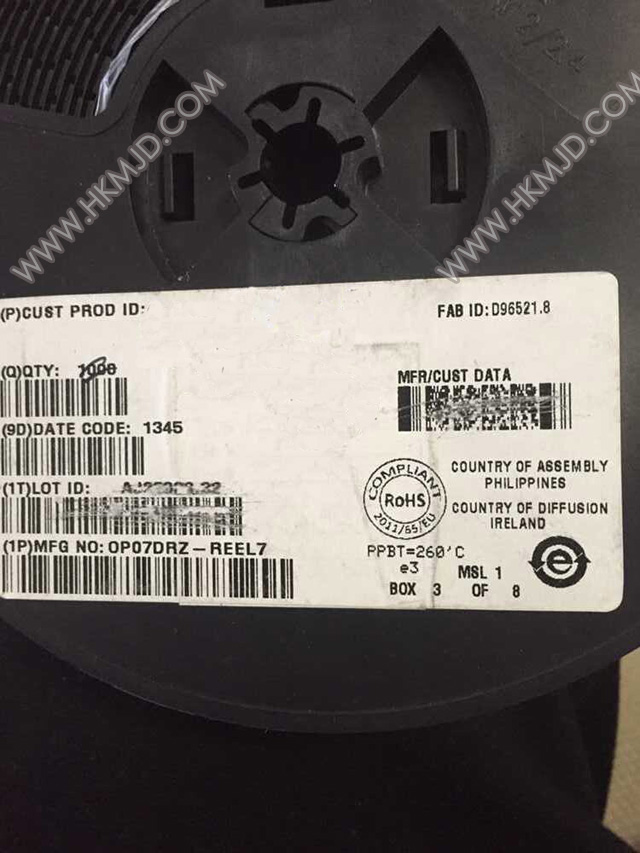 WWW.HKMJD.COM
WWW.HKMJD.COM
(P)CUST PROD ID:
FAB ID: D96521.8
(Q)QTY: 1000
MFR/CUST DATA
(9D)DATE CODE: 1345
(1T)LOT ID:
COMPLIANT
RoHS
2011/65/EU
COUNTRY OF ASSEMBLY
PHILIPPINES
COUNTRY OF DIFFUSION
IRELAND
(1P)MFG NO: OP07DRZ-REEL7
PPBT=260'C
e3
MSL 1
e
BOX 3 OF 8